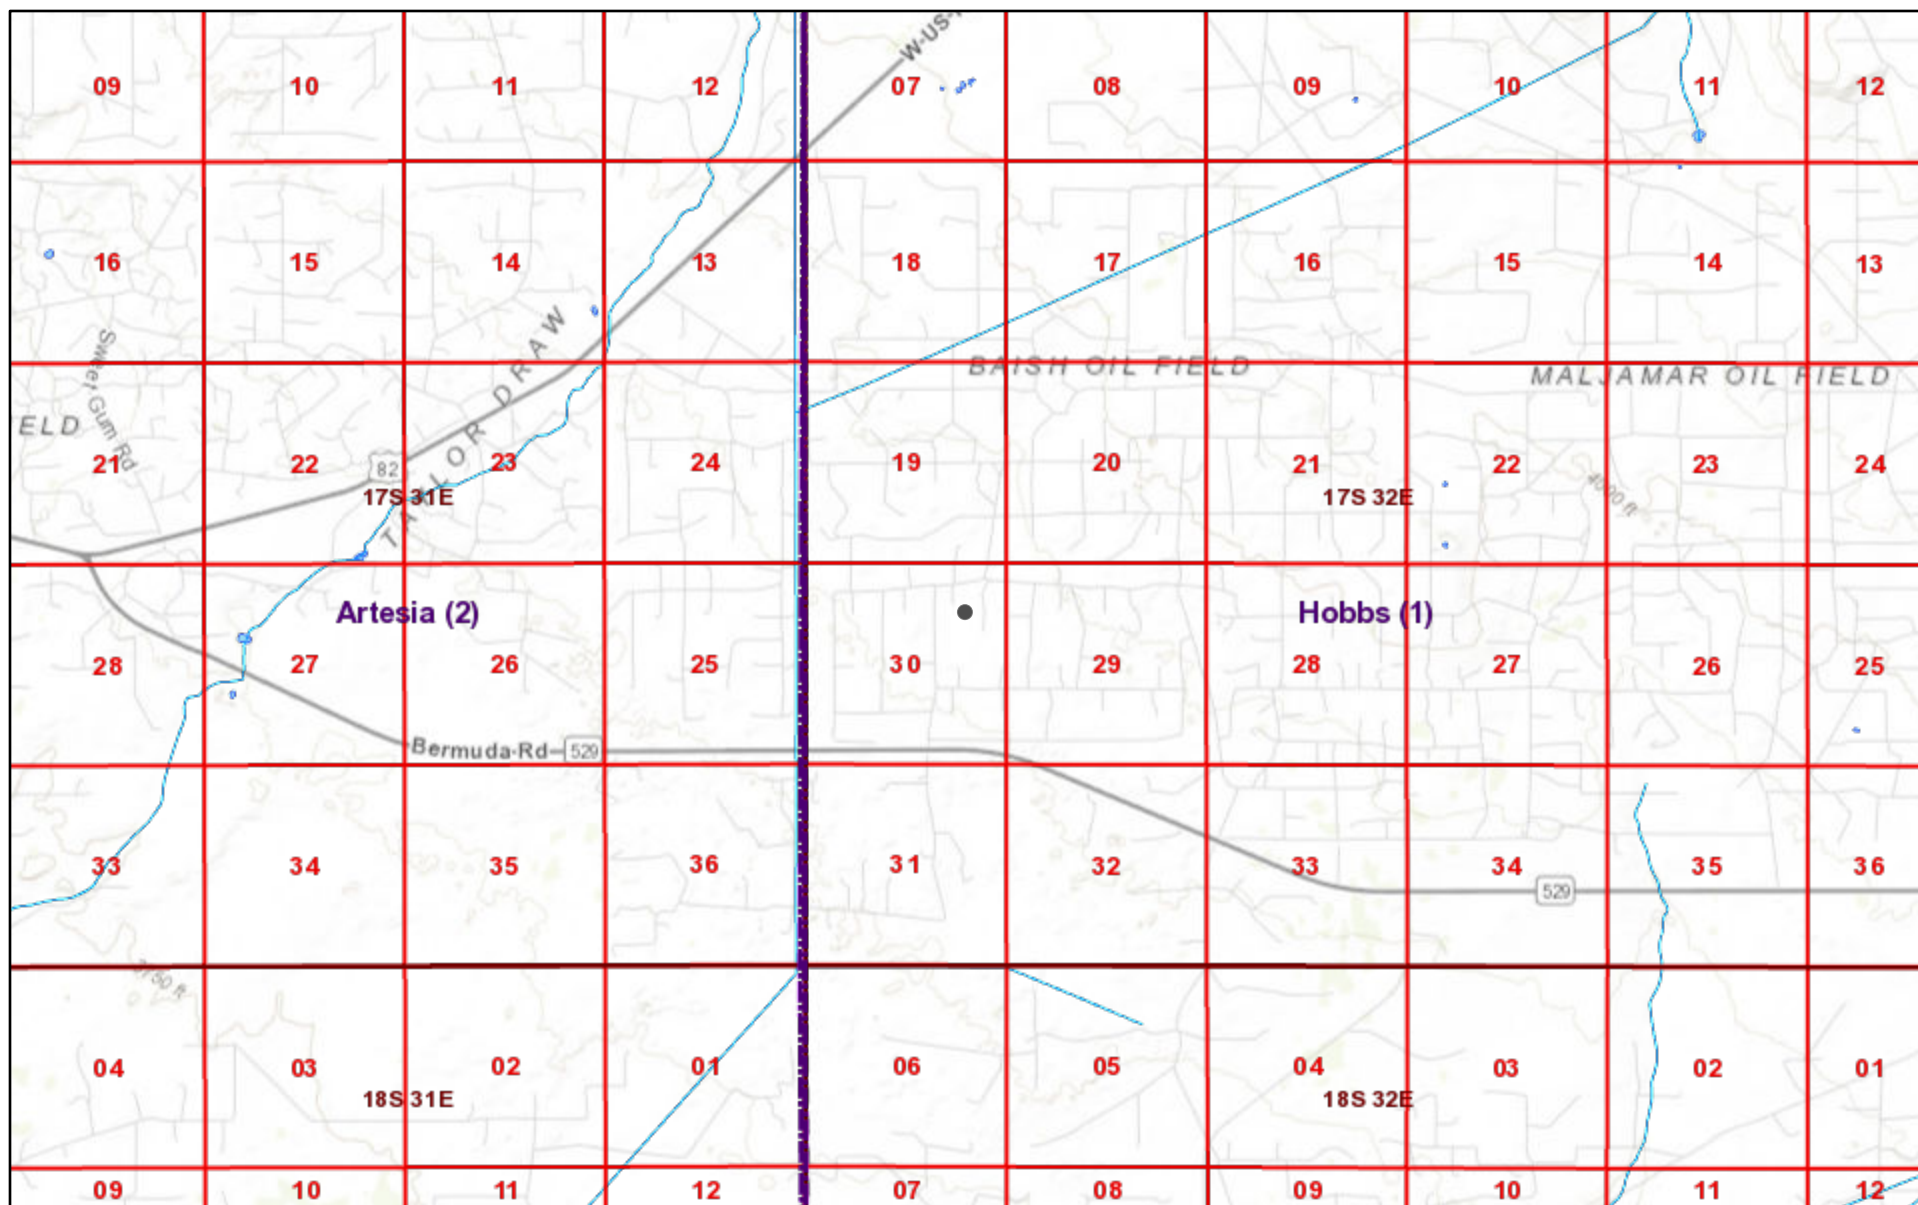 W-US-
09 10 11 12 07 08 09 10 11 12
16 15 14 13 18 17 16 15 14 13
BAISH OIL FIELD
MALJAMAR OIL FIELD
Sweet Gum Rd
ELD
TAYLOR DRAW
21 22 23 24 19 20 21 22 23 24
82
4000 ft
17S 31E 17S 32E
Artesia (2) Hobbs (1)
28 27 26 25 30 29 28 27 26 25
Bermuda Rd 529
33 34 35 36 31 32 33 34 35 36
529
3750 ft
04 03 02 01 06 05 04 03 02 01
18S 31E 18S 32E
09 10 11 12 07 08 09 10 11 12